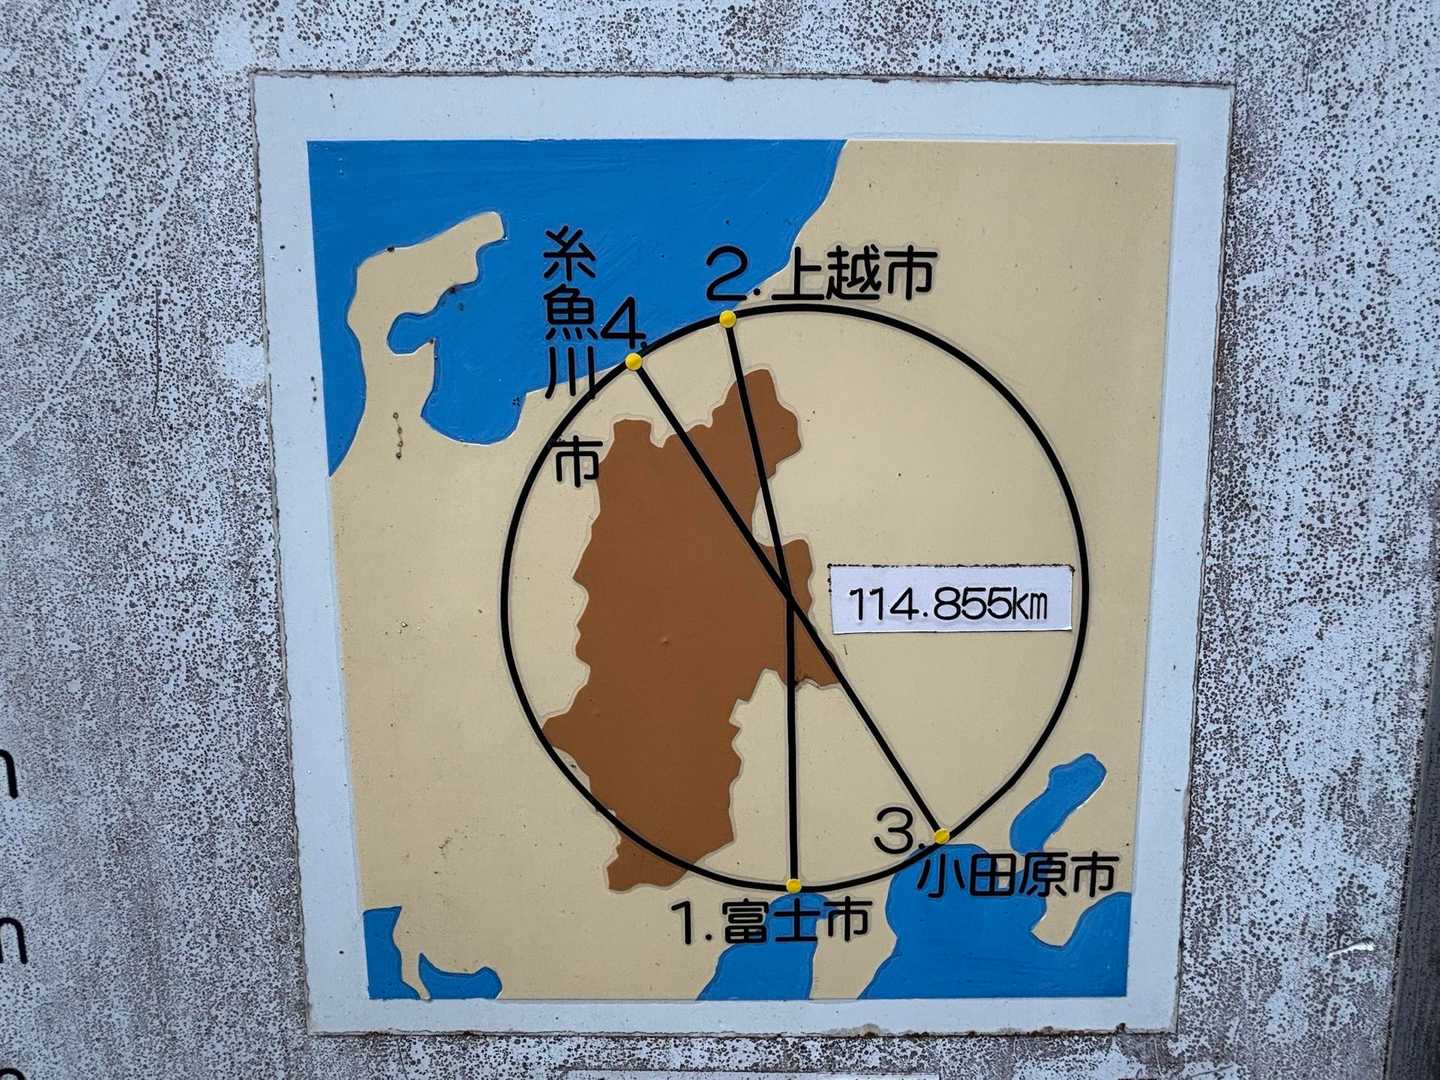 糸魚川市
4.
2.上越市
114.855km
3.
小田原市
1.富士市